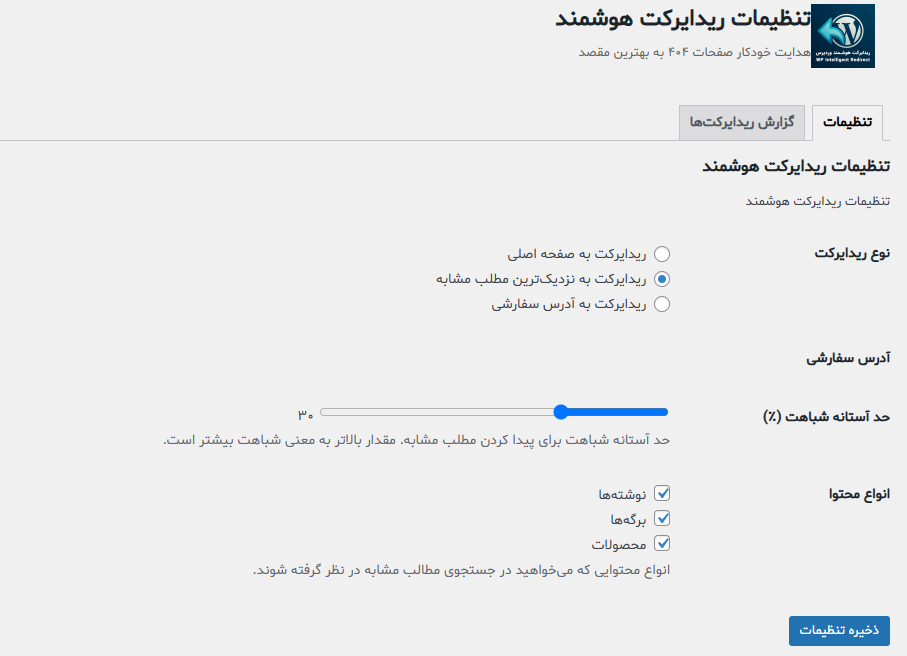 تنظیمات ریدایرکت هوشمند
هدایت خودکار صفحات ۴۰۴ به بهترین مقصد
ریدایرکت هوشمند وردپرس
WP Intelligent Redirect
تنظیمات
گزارش ریدایرکت‌ها
تنظیمات ریدایرکت هوشمند
تنظیمات ریدایرکت هوشمند
نوع ریدایرکت
ریدایرکت به صفحه اصلی
ریدایرکت به نزدیک‌ترین مطلب مشابه
ریدایرکت به آدرس سفارشی
آدرس سفارشی
حد آستانه شباهت (٪)
۳۰
حد آستانه شباهت برای پیدا کردن مطلب مشابه. مقدار بالاتر به معنی شباهت بیشتر است.
انواع محتوا
نوشته‌ها
برگه‌ها
محصولات
انواع محتوایی که می‌خواهید در جستجوی مطالب مشابه در نظر گرفته شوند.
ذخیره تنظیمات